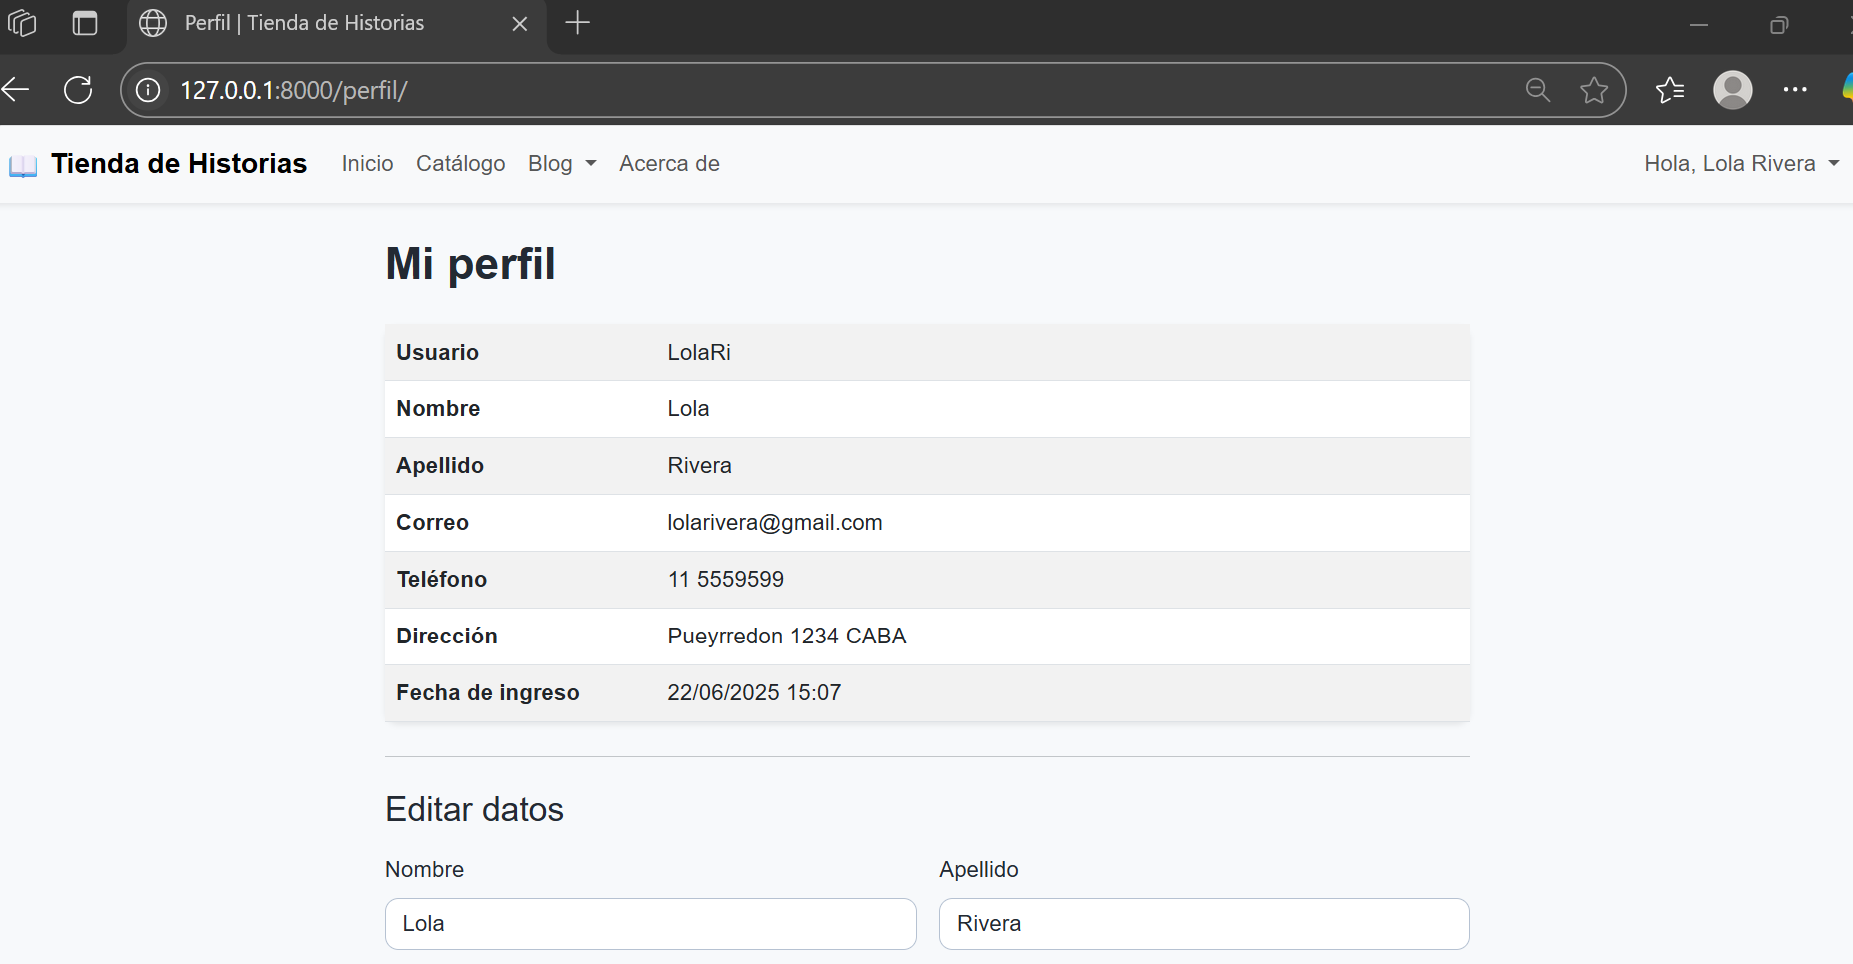 Perfil | Tienda de Historias
127.0.0.1:8000/perfil/
Tienda de Historias Inicio Catálogo Blog Acerca de Hola, Lola Rivera
Mi perfil
Usuario LolaRi
Nombre Lola
Apellido Rivera
Correo lolarivera@gmail.com
Teléfono 11 5559599
Dirección Pueyrredon 1234 CABA
Fecha de ingreso 22/06/2025 15:07
Editar datos
Nombre Apellido
Lola Rivera